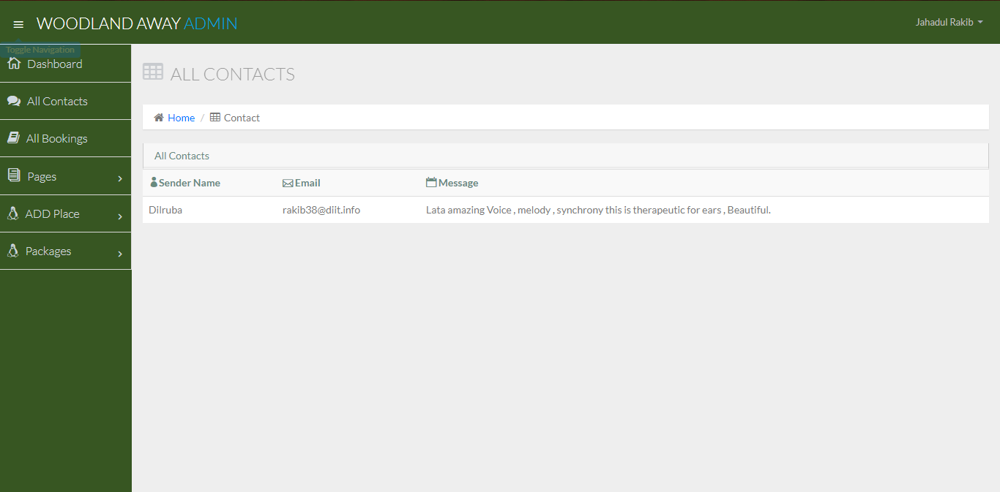 WOODLAND AWAY ADMIN
Jahadul Rakib
Toggle Navigation
Dashboard
All Contacts
All Bookings
Pages
ADD Place
Packages
ALL CONTACTS
Home / Contact
All Contacts
Sender Name Email Message
Dilruba rakib38@diit.info Lata amazing Voice , melody , synchrony this is therapeutic for ears , Beautiful.